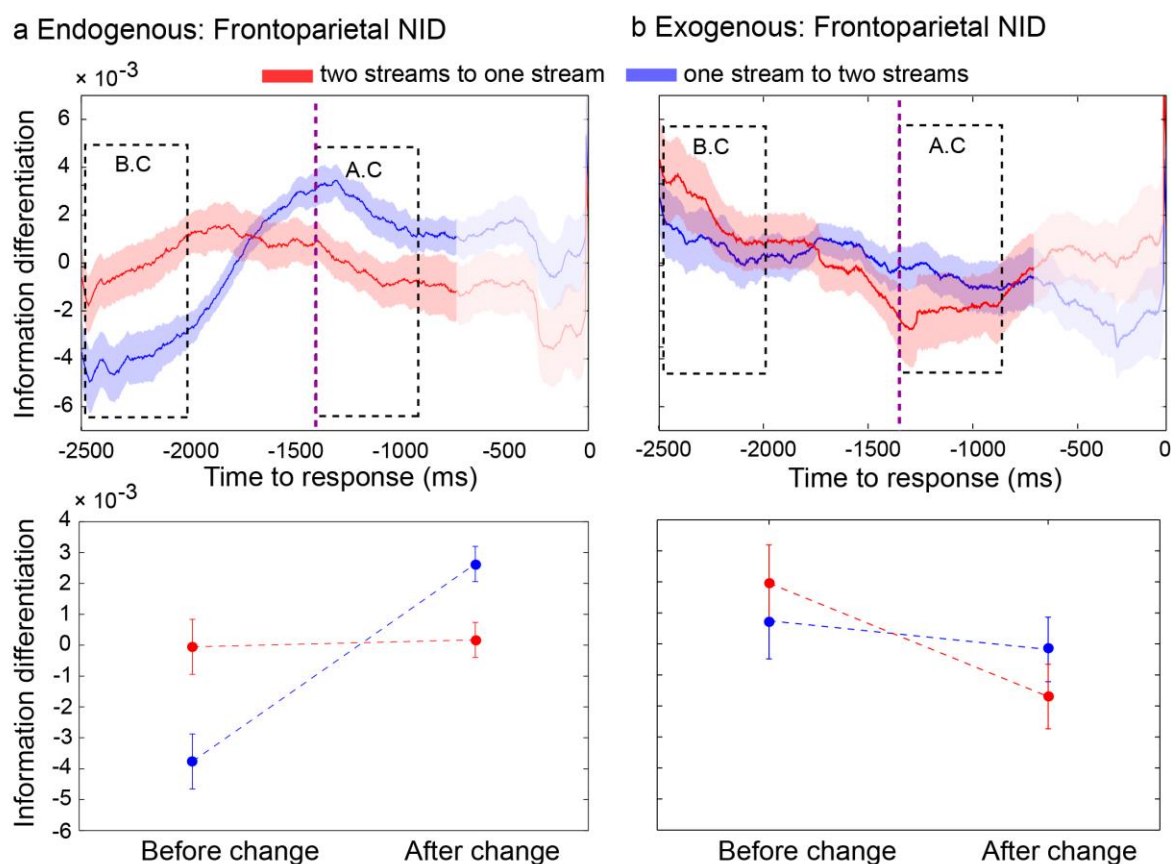 a Endogenous: Frontoparietal NID
b Exogenous: Frontoparietal NID
× 10⁻³
two streams to one stream
one stream to two streams
Information differentiation
6
4
2
0
-2
-4
-6
B.C
A.C
B.C
A.C
-2500
-2000
-1500
-1000
-500
0
-2500
-2000
-1500
-1000
-500
0
Time to response (ms)
Time to response (ms)
× 10⁻³
Information differentiation
4
3
2
1
0
-1
-2
-3
-4
-5
-6
Before change
After change
Before change
After change